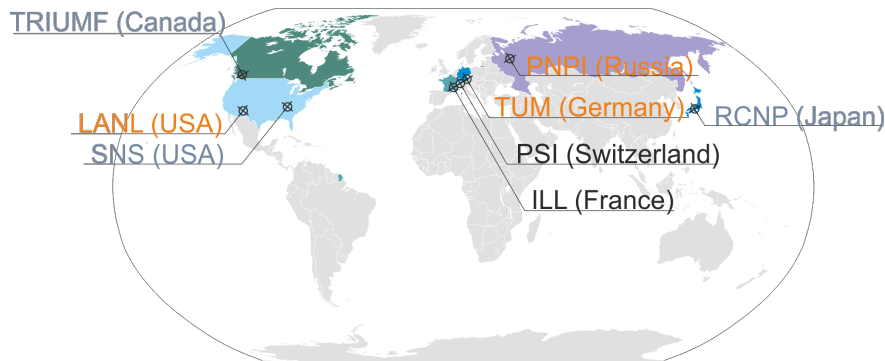 TRIUMF (Canada)
PNPI (Russia)
LANL (USA)
TUM (Germany)
RCNP (Japan)
SNS (USA)
PSI (Switzerland)
ILL (France)